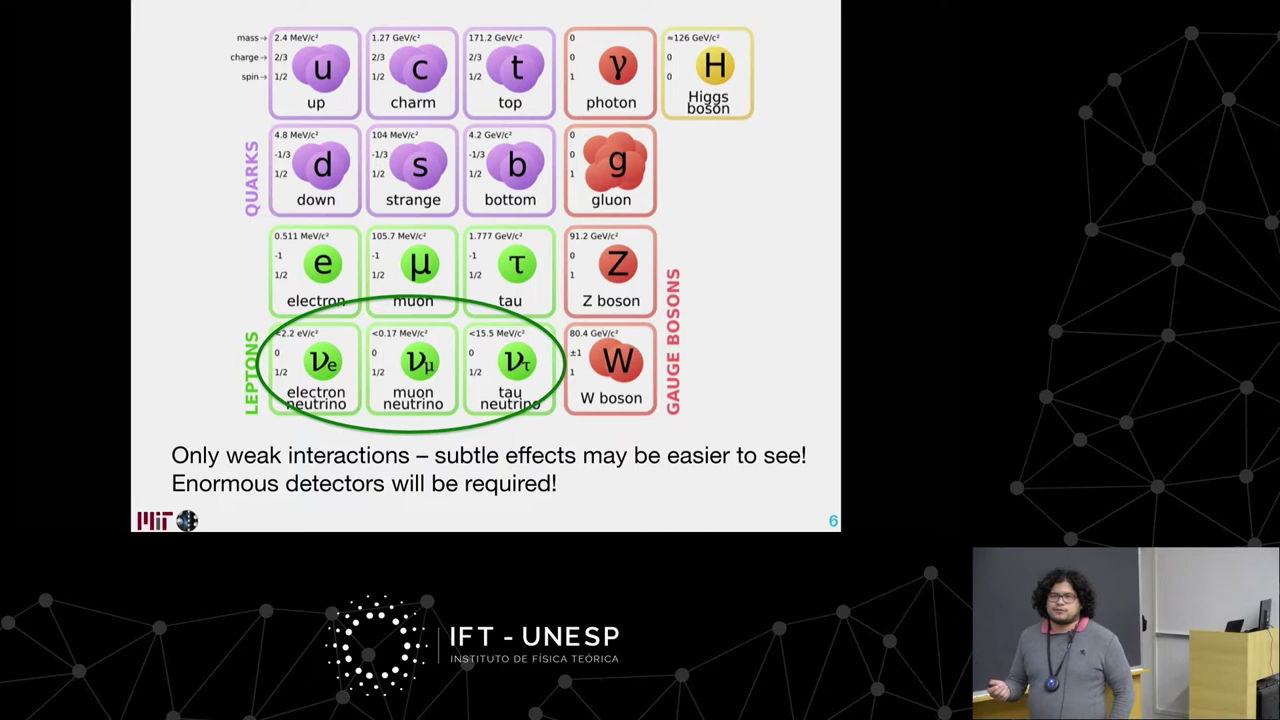 mass→ 2.4 MeV/c² 1.27 GeV/c² 171.2 GeV/c² 0 ≈126 GeV/c²
charge→ 2/3 2/3 2/3 0 0
spin→ 1/2 1/2 1/2 1 0
u c t γ H
up charm top photon Higgs boson
QUARKS
4.8 MeV/c² 104 MeV/c² 4.2 GeV/c² 0
-1/3 -1/3 -1/3 0
1/2 1/2 1/2 1
d s b g
down strange bottom gluon
0.511 MeV/c² 105.7 MeV/c² 1.777 GeV/c² 91.2 GeV/c²
-1 -1 -1 0
1/2 1/2 1/2 1
e μ τ Z
electron muon tau Z boson
LEPTONS
<2.2 eV/c² <0.17 MeV/c² <15.5 MeV/c² 80.4 GeV/c²
0 0 0 ±1
1/2 1/2 1/2 1
νe νμ ντ W
electron neutrino muon neutrino tau neutrino W boson
GAUGE BOSONS
Only weak interactions – subtle effects may be easier to see!
Enormous detectors will be required!
MIT
6
IFT - UNESP
INSTITUTO DE FÍSICA TEÓRICA